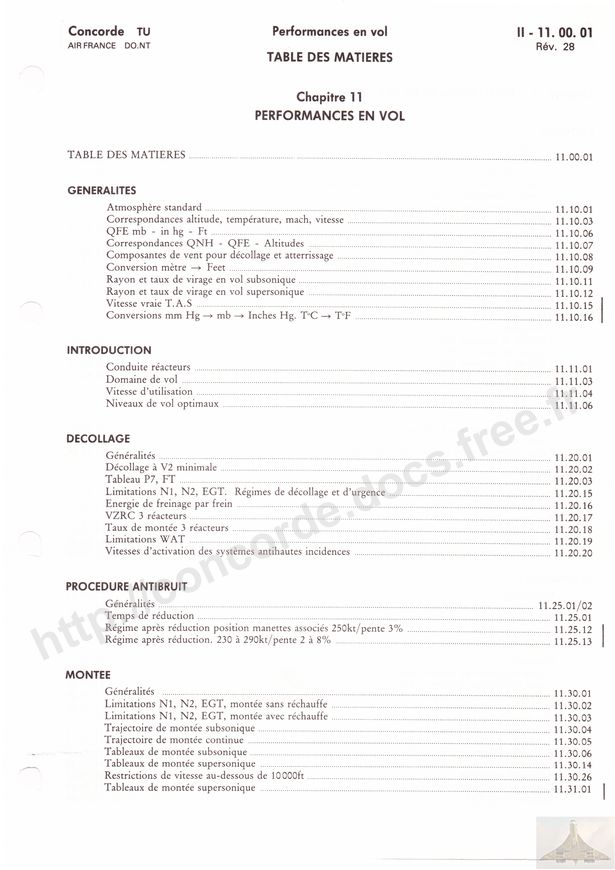 Concorde TU
AIR FRANCE DO.NT
Performances en vol
TABLE DES MATIERES
II - 11. 00. 01
Rév. 28
Chapitre 11
PERFORMANCES EN VOL
TABLE DES MATIERES 11.00.01
GENERALITES
Atmosphère standard 11.10.01
Correspondances altitude, température, mach, vitesse 11.10.03
QFE mb - in hg - Ft 11.10.06
Correspondances QNH - QFE - Altitudes 11.10.07
Composantes de vent pour décollage et atterrissage 11.10.08
Conversion mètre → Feet 11.10.09
Rayon et taux de virage en vol subsonique 11.10.11
Rayon et taux de virage en vol supersonique 11.10.12
Vitesse vraie T.A.S 11.10.15
Conversions mm Hg → mb → Inches Hg. T°C → T°F 11.10.16
INTRODUCTION
Conduite réacteurs 11.11.01
Domaine de vol 11.11.03
Vitesse d'utilisation 11.11.04
Niveaux de vol optimaux 11.11.06
DECOLLAGE
Généralités 11.20.01
Décollage à V2 minimale 11.20.02
Tableau P7, FT 11.20.03
Limitations N1, N2, EGT. Régimes de décollage et d'urgence 11.20.15
Energie de freinage par frein 11.20.16
VZRC 3 réacteurs 11.20.17
Taux de montée 3 réacteurs 11.20.18
Limitations WAT 11.20.19
Vitesses d'activation des systèmes antihautes incidences 11.20.20
PROCEDURE ANTIBRUIT
Généralités 11.25.01/02
Temps de réduction 11.25.01
Régime après réduction position manettes associés 250kt/pente 3% 11.25.12
Régime après réduction. 230 à 290kt/pente 2 à 8% 11.25.13
MONTEE
Généralités 11.30.01
Limitations N1, N2, EGT, montée sans réchauffe 11.30.02
Limitations N1, N2, EGT, montée avec réchauffe 11.30.03
Trajectoire de montée subsonique 11.30.04
Trajectoire de montée continue 11.30.05
Tableaux de montée subsonique 11.30.06
Tableaux de montée supersonique 11.30.14
Restrictions de vitesse au-dessous de 10000ft 11.30.26
Tableaux de montée supersonique 11.31.01
http://concorde.docs.free.fr